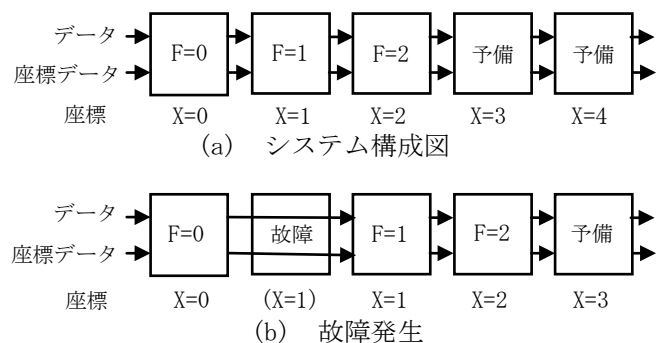 データ
F=0 F=1 F=2 予備 予備
座標データ
座標 X=0 X=1 X=2 X=3 X=4
(a) システム構成図
データ
F=0 故障 F=1 F=2 予備
座標データ
座標 X=0 (X=1) X=1 X=2 X=3
(b) 故障発生